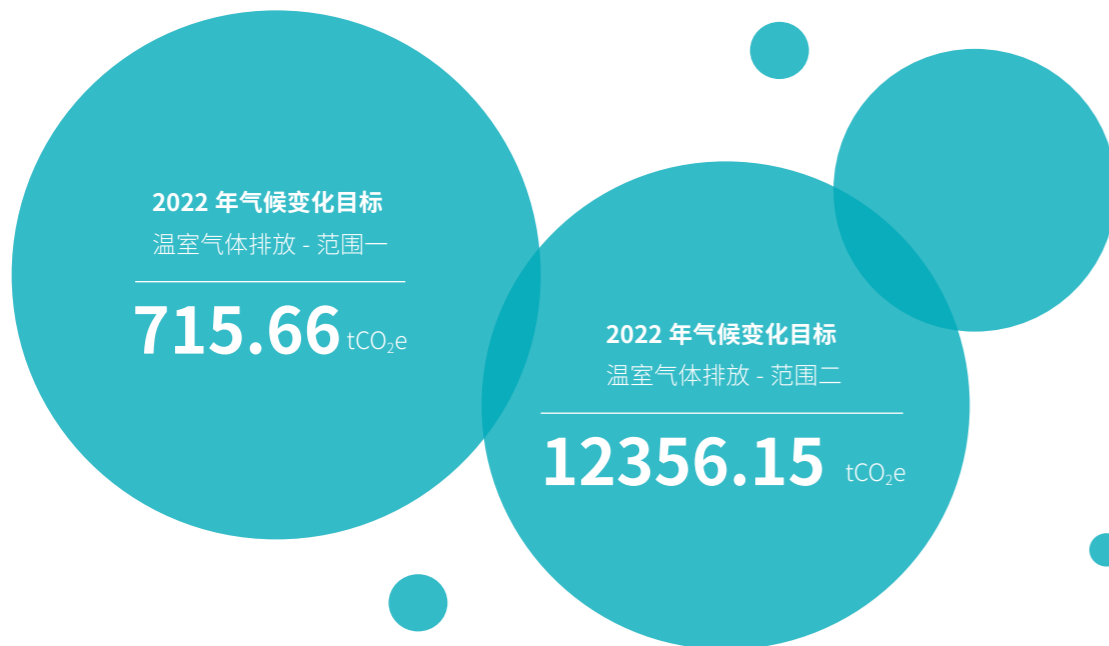 2022 年气候变化目标
温室气体排放 - 范围一
715.66 tCO₂e
2022 年气候变化目标
温室气体排放 - 范围二
12356.15 tCO₂e